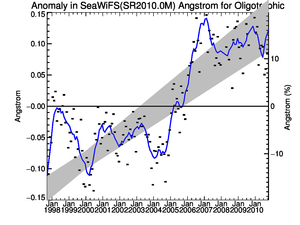 Anomaly in SeaWiFS(SR2010.0M) Angstrom for Oligotrophic
0.15
0.10
0.05
-0.00
-0.05
-0.10
-0.15
Angstrom
10
0
-10
Angstrom (%)
Jan Jan Jan Jan Jan Jan Jan Jan Jan Jan Jan Jan Jan
1998 1999 2000 2001 2002 2003 2004 2005 2006 2007 2008 2009 2010